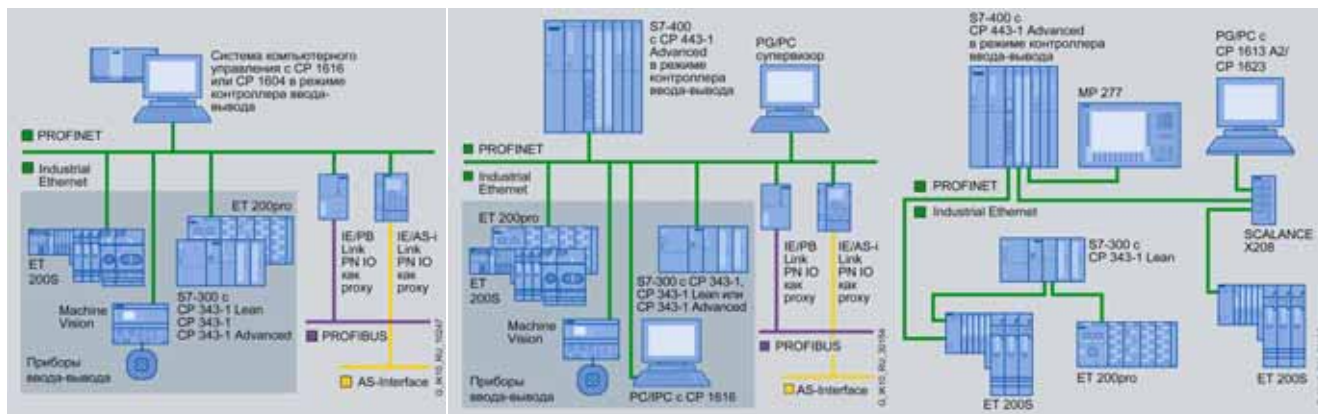 Система компьютерного
управления с CP 1616
или CP 1604 в режиме
контроллера ввода-
вывода
PROFINET
Industrial
Ethernet
ET 200pro
ET
200S
Machine
Vision
S7-300 с
CP 343-1 Lean
CP 343-1
CP 343-1 Advanced
Приборы
ввода-вывода
IE/PB
Link
PN IO
как
proxy
IE/AS-i
Link
PN IO
как
proxy
PROFIBUS
AS-Interface
G_IK10_RU_10247
S7-400
с CP 443-1
Advanced
в режиме
контроллера
ввода-вывода
PG/PC
супервизор
PROFINET
Industrial
Ethernet
ET 200pro
ET
200S
S7-300 с CP 343-1,
CP 343-1 Lean или
CP 343-1 Advanced
Machine
Vision
Приборы
ввода-вывода
PC/IPC с CP 1616
IE/PB
Link
PN IO
как
proxy
IE/AS-i
Link
PN IO
как
proxy
PROFIBUS
AS-Interface
S7-400 с
CP 443-1 Advanced
в режиме контроллера
ввода-вывода
MP 277
PG/PC с
CP 1613 A2/
CP 1623
PROFINET
Industrial Ethernet
SCALANCE
X208
S7-300 с
CP 343-1 Lean
ET 200S
ET 200pro
ET 200S